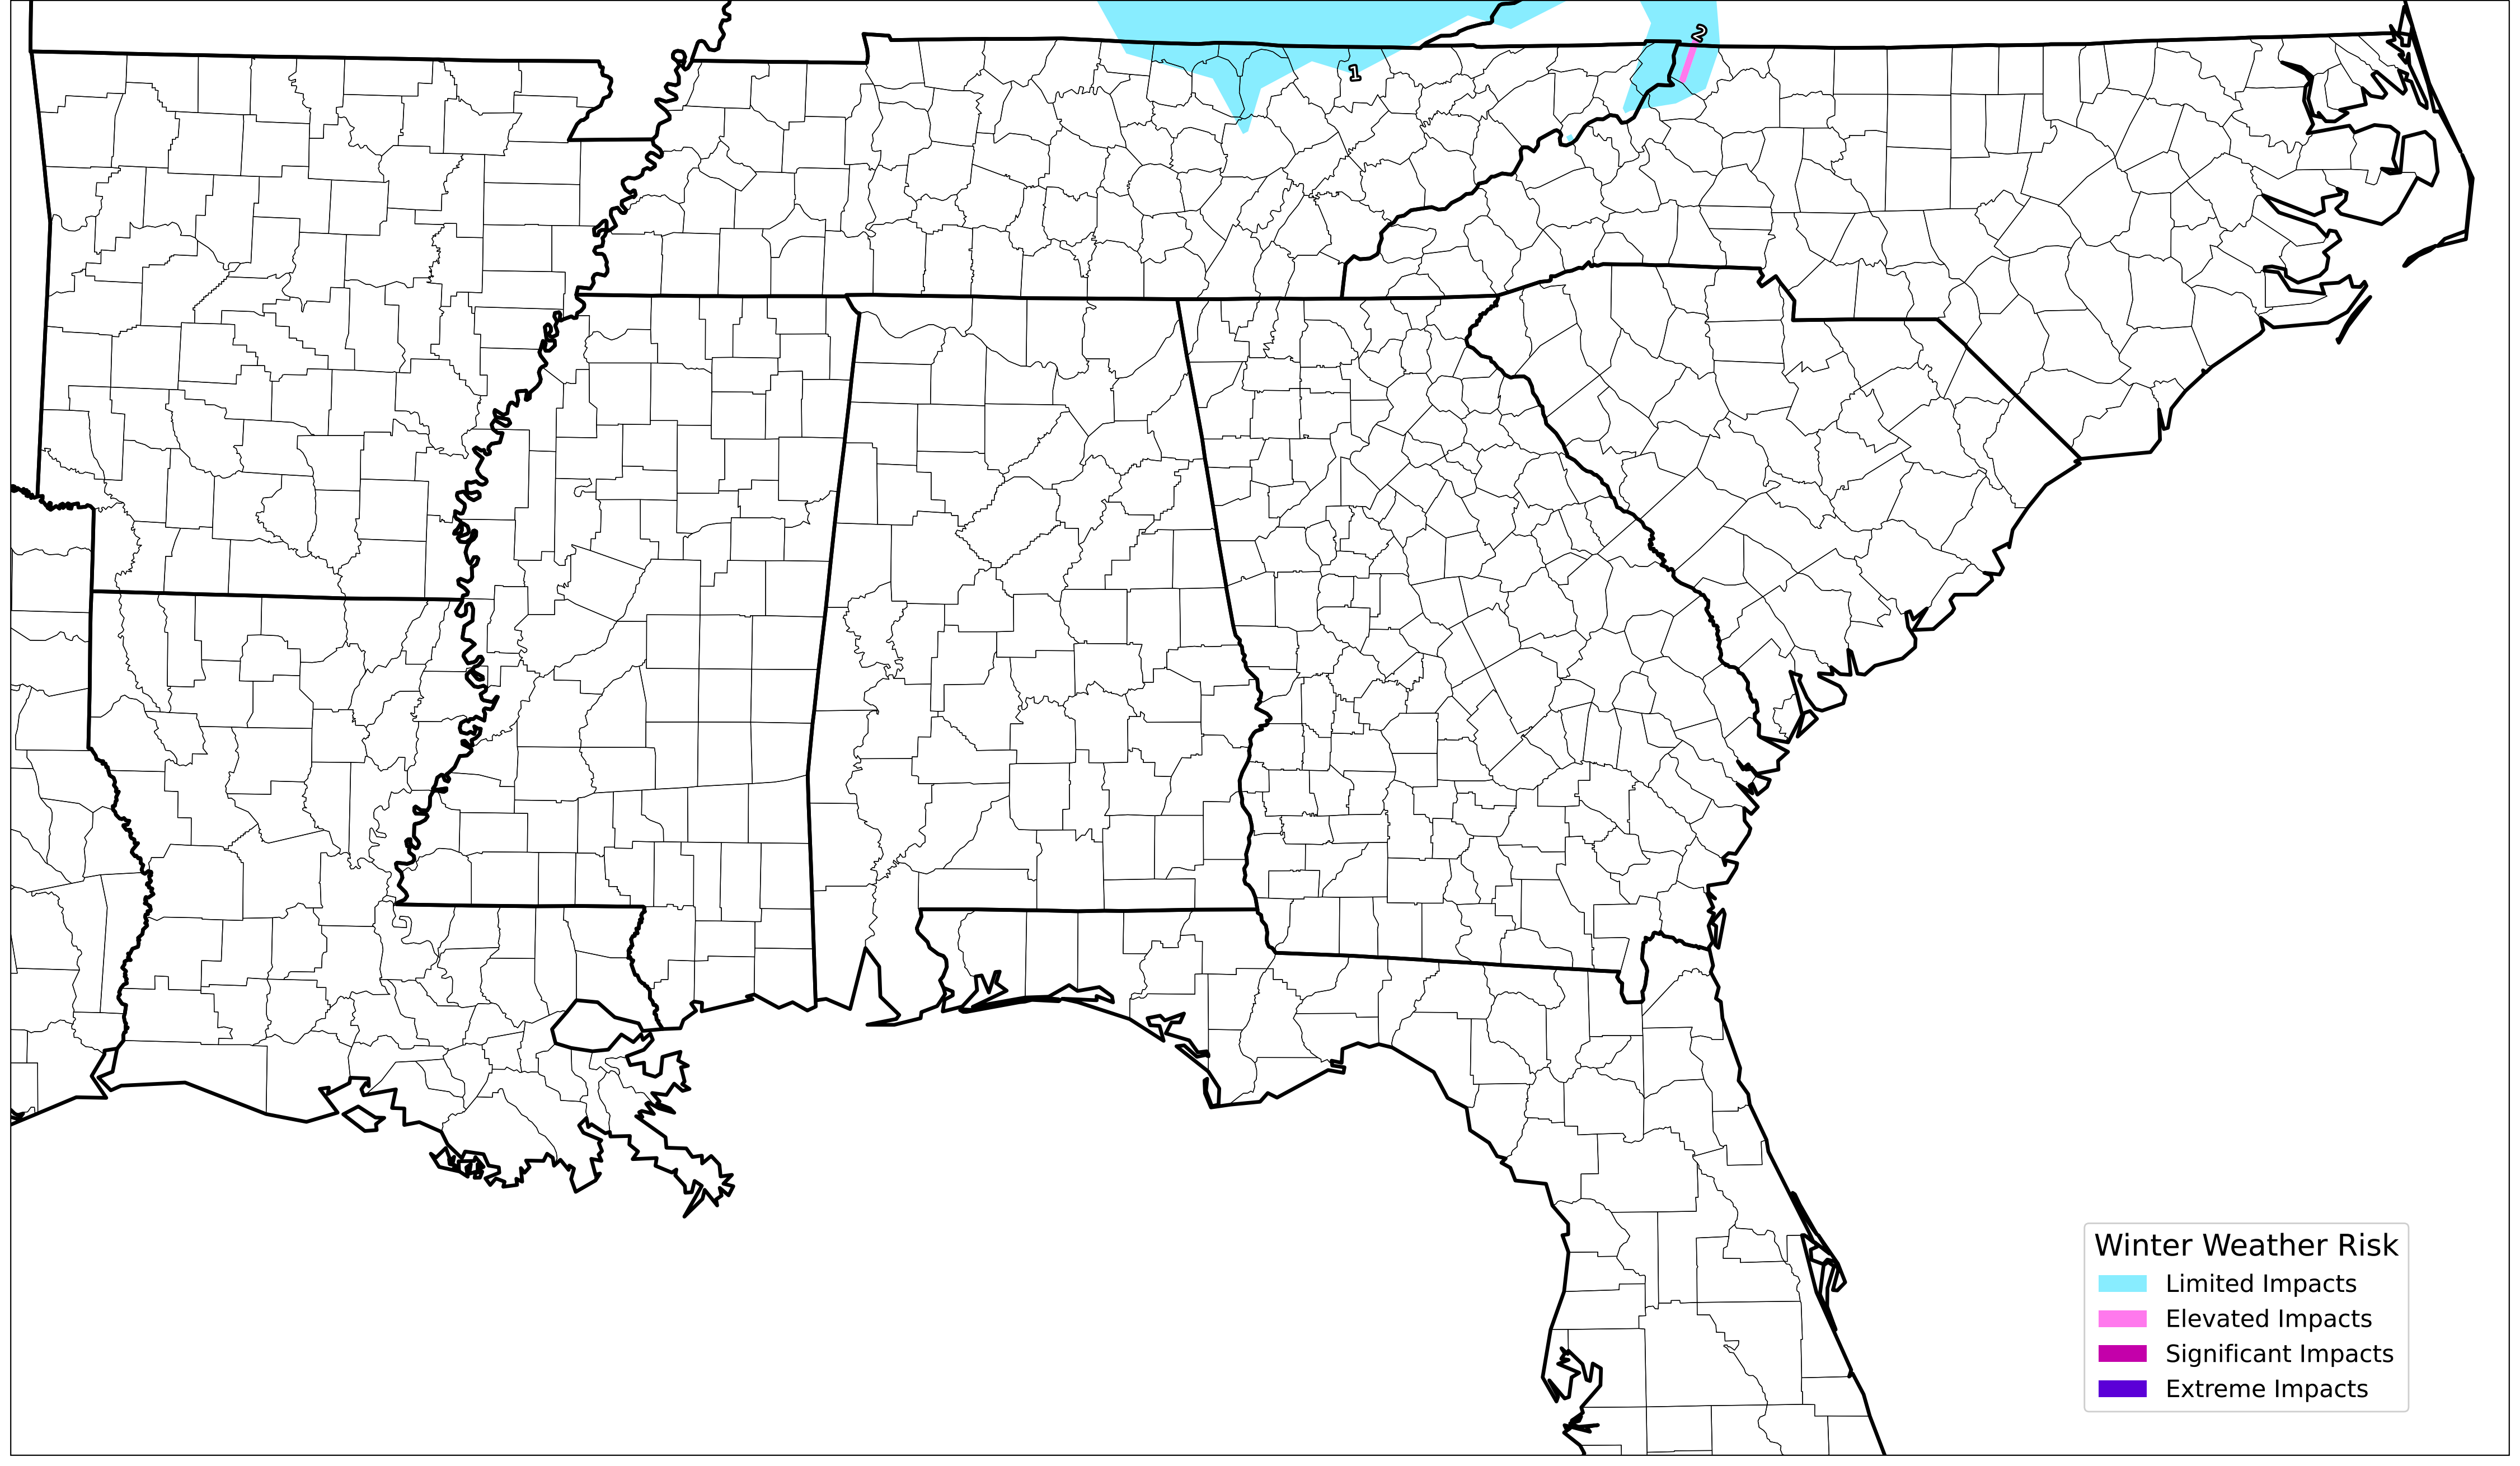 2
1
Winter Weather Risk
Limited Impacts
Elevated Impacts
Significant Impacts
Extreme Impacts